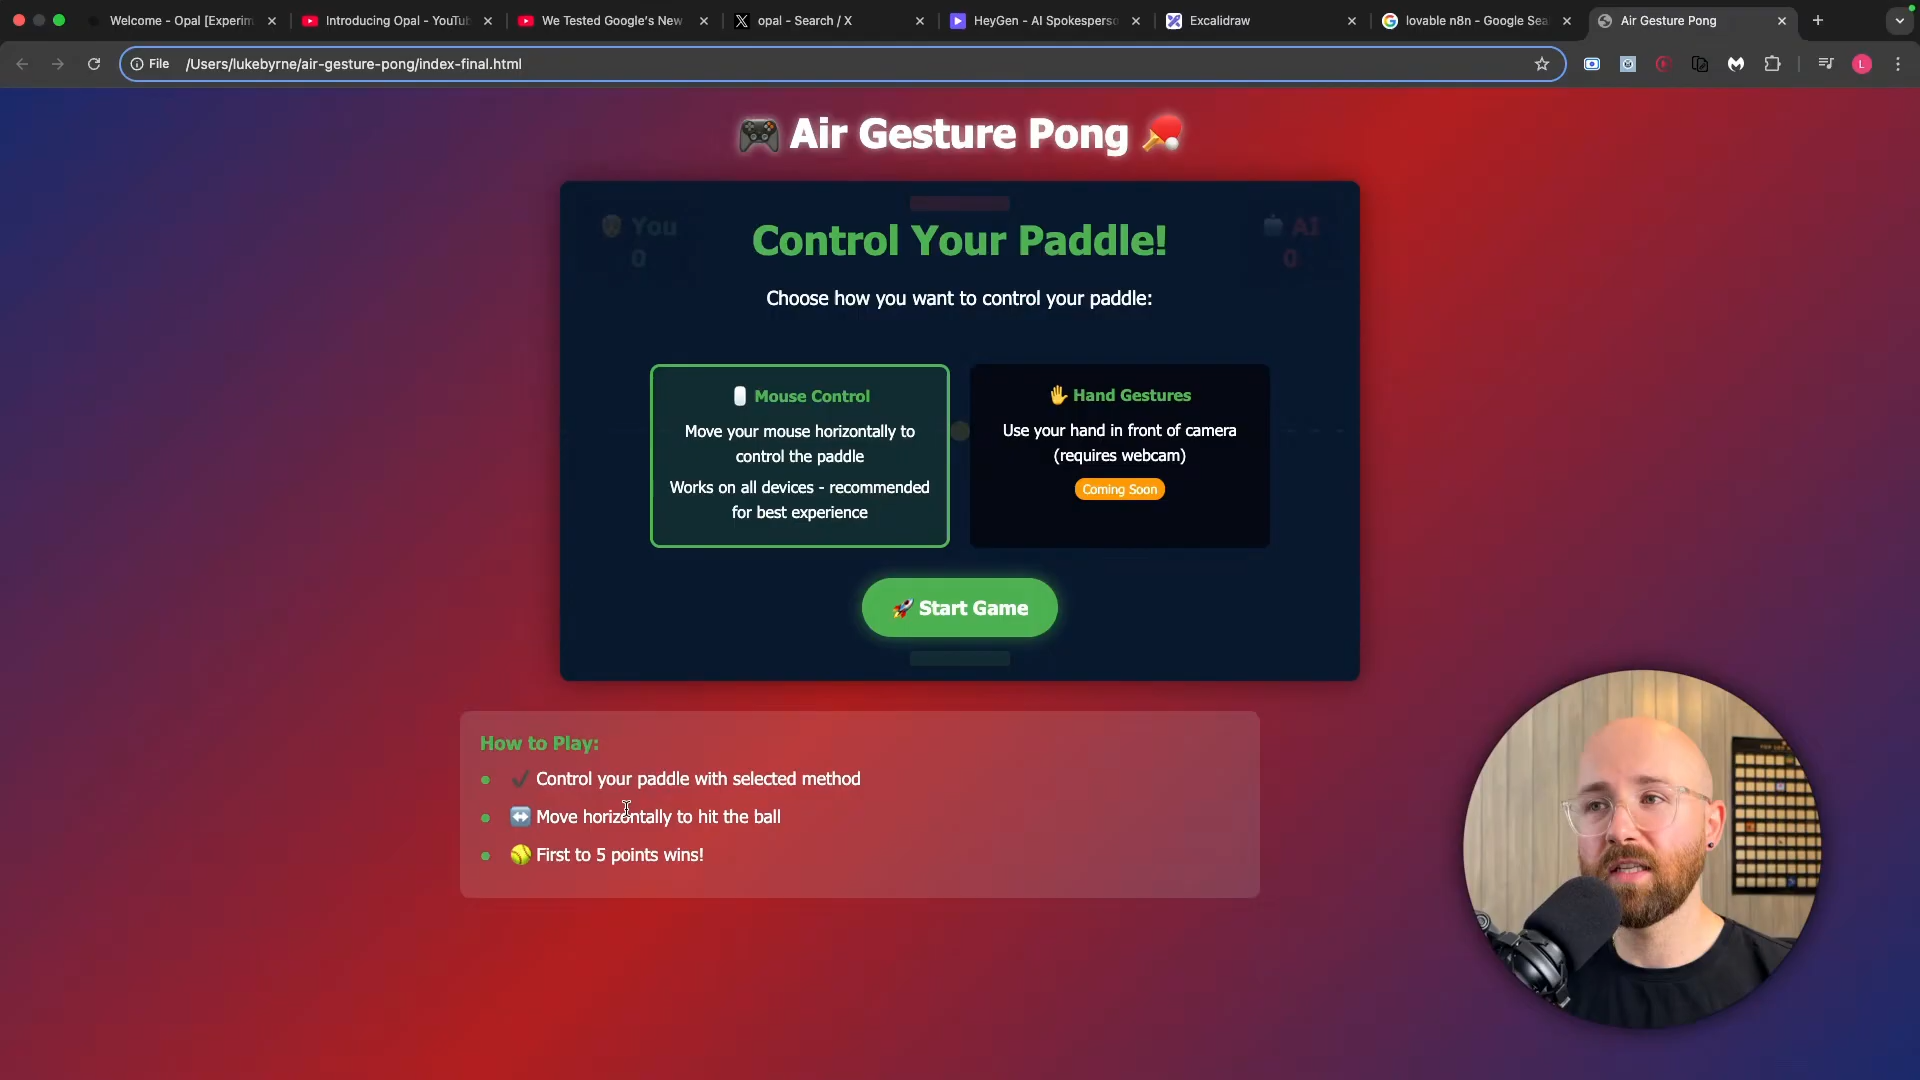 Welcome - Opal [Experim
Introducing Opal - YouTub
We Tested Google's New
opal - Search / X
HeyGen - AI Spokesperso
Excalidraw
lovable n8n - Google Sea
Air Gesture Pong
File /Users/lukebyrne/air-gesture-pong/index-final.html
L
🎮 Air Gesture Pong 🏓
You
0
AI
0
Control Your Paddle!
Choose how you want to control your paddle:
Mouse Control
Move your mouse horizontally to
control the paddle
Works on all devices - recommended
for best experience
✋ Hand Gestures
Use your hand in front of camera
(requires webcam)
Coming Soon
🚀 Start Game
How to Play:
✔ Control your paddle with selected method
↔ Move horizontally to hit the ball
🎾 First to 5 points wins!